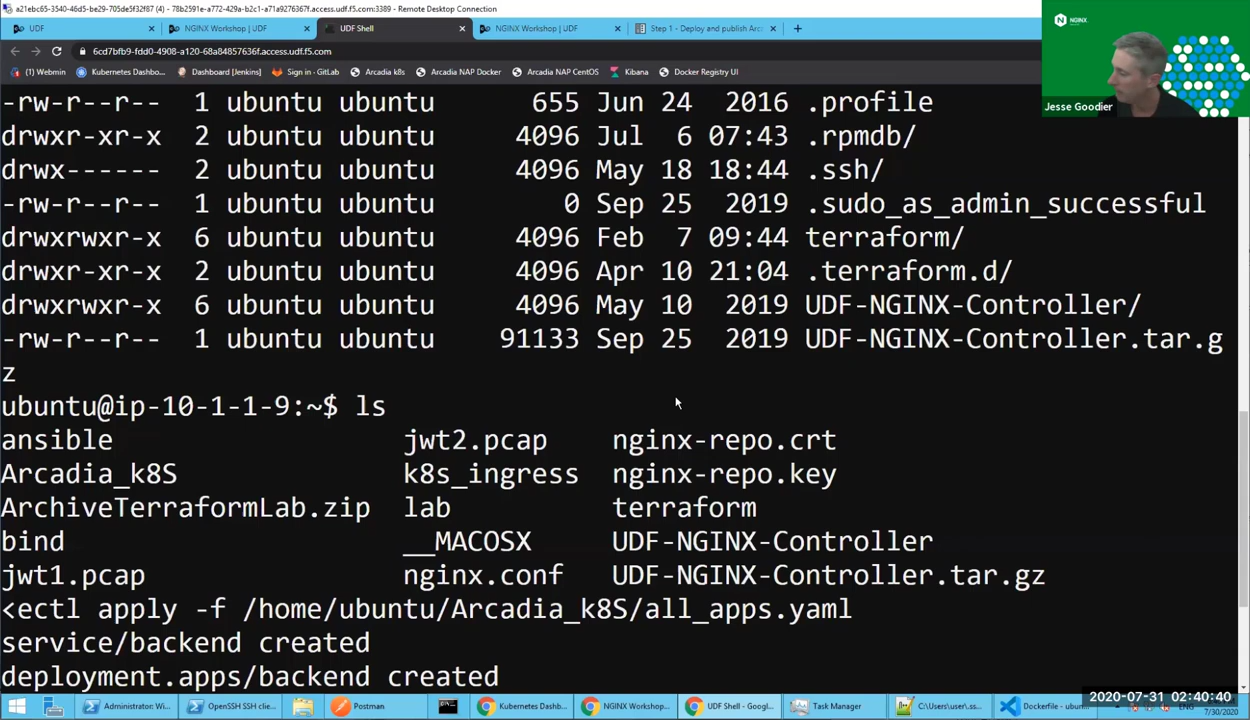 a21ebc65-3540-46d5-be29-705de5f32f87 (4) - 78b2591e-a772-429a-b2c1-a71a9276367f.access.udf.f5.com:3389 - Remote Desktop Connection
UDF
NGINX Workshop | UDF
UDF Shell
NGINX Workshop | UDF
Step 1 - Deploy and publish Arc
6cd7bfb9-fdd0-4908-a120-68a84857636f.access.udf.f5.com
(1) Webmin
Kubernetes Dashbo...
Dashboard [Jenkins]
Sign in · GitLab
Arcadia k8s
Arcadia NAP Docker
Arcadia NAP CentOS
Kibana
Docker Registry UI
NGINX
Jesse Goodier
-rw-r--r-- 1 ubuntu ubuntu 655 Jun 24 2016 .profile
drwxr-xr-x 2 ubuntu ubuntu 4096 Jul 6 07:43 .rpmdb/
drwx------ 2 ubuntu ubuntu 4096 May 18 18:44 .ssh/
-rw-r--r-- 1 ubuntu ubuntu 0 Sep 25 2019 .sudo_as_admin_successful
drwxrwxr-x 6 ubuntu ubuntu 4096 Feb 7 09:44 terraform/
drwxr-xr-x 2 ubuntu ubuntu 4096 Apr 10 21:04 .terraform.d/
drwxrwxr-x 6 ubuntu ubuntu 4096 May 10 2019 UDF-NGINX-Controller/
-rw-r--r-- 1 ubuntu ubuntu 91133 Sep 25 2019 UDF-NGINX-Controller.tar.g
z
ubuntu@ip-10-1-1-9:~$ ls
ansible jwt2.pcap nginx-repo.crt
Arcadia_k8S k8s_ingress nginx-repo.key
ArchiveTerraformLab.zip lab terraform
bind __MACOSX UDF-NGINX-Controller
jwt1.pcap nginx.conf UDF-NGINX-Controller.tar.gz
<ectl apply -f /home/ubuntu/Arcadia_k8S/all_apps.yaml
service/backend created
deployment.apps/backend created
Administrator: Wi...
OpenSSH SSH clie...
Postman
Kubernetes Dashb...
NGINX Workshop...
UDF Shell - Googl...
Task Manager
C:\Users\user\.ss...
Dockerfile - ubun...
2020-07-31 02:40:40
7/30/2020